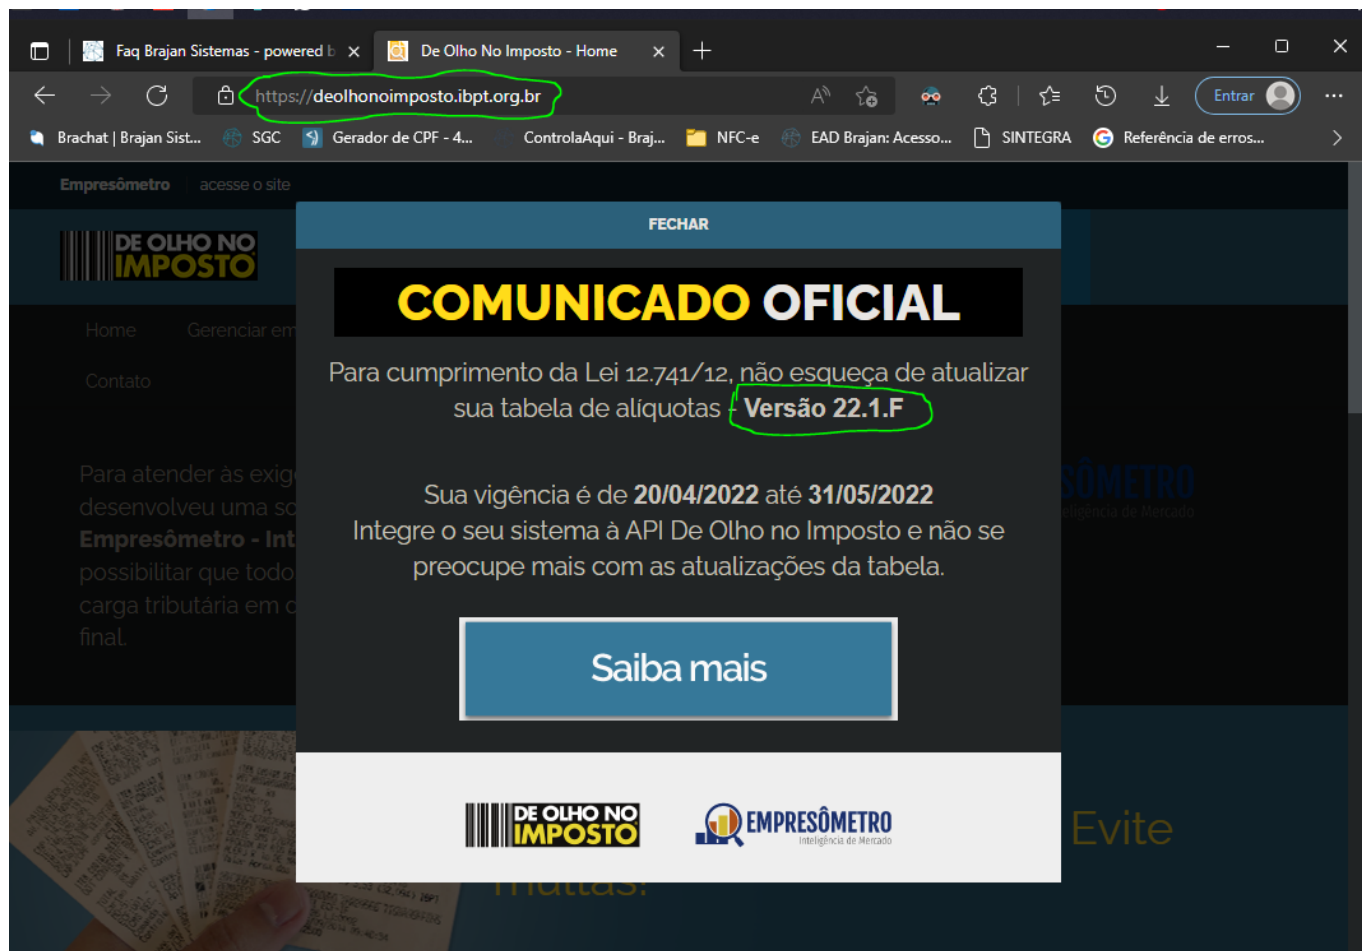 Faq Brajan Sistemas - powered b
De Olho No Imposto - Home
https://deolhonoimposto.ibpt.org.br
Entrar
Brachat | Brajan Sist...
SGC
Gerador de CPF - 4...
ControlaAqui - Braj...
NFC-e
EAD Brajan: Acesso...
SINTEGRA
Referência de erros...
Empresômetro acesse o site
DE OLHO NO
IMPOSTO
FECHAR
Home
Gerenciar em
Contato
COMUNICADO OFICIAL
Para cumprimento da Lei 12.741/12, não esqueça de atualizar
sua tabela de alíquotas - Versão 22.1.F
Sua vigência é de 20/04/2022 até 31/05/2022
Integre o seu sistema à API De Olho no Imposto e não se
preocupe mais com as atualizações da tabela.
Saiba mais
Para atender às exig
desenvolveu uma so
Empresômetro - Int
possibilitar que todo
carga tributária em d
final.
SÔMETRO
eligência de Mercado
DE OLHO NO
IMPOSTO
EMPRESÔMETRO
Inteligência de Mercado
Evite
multas!